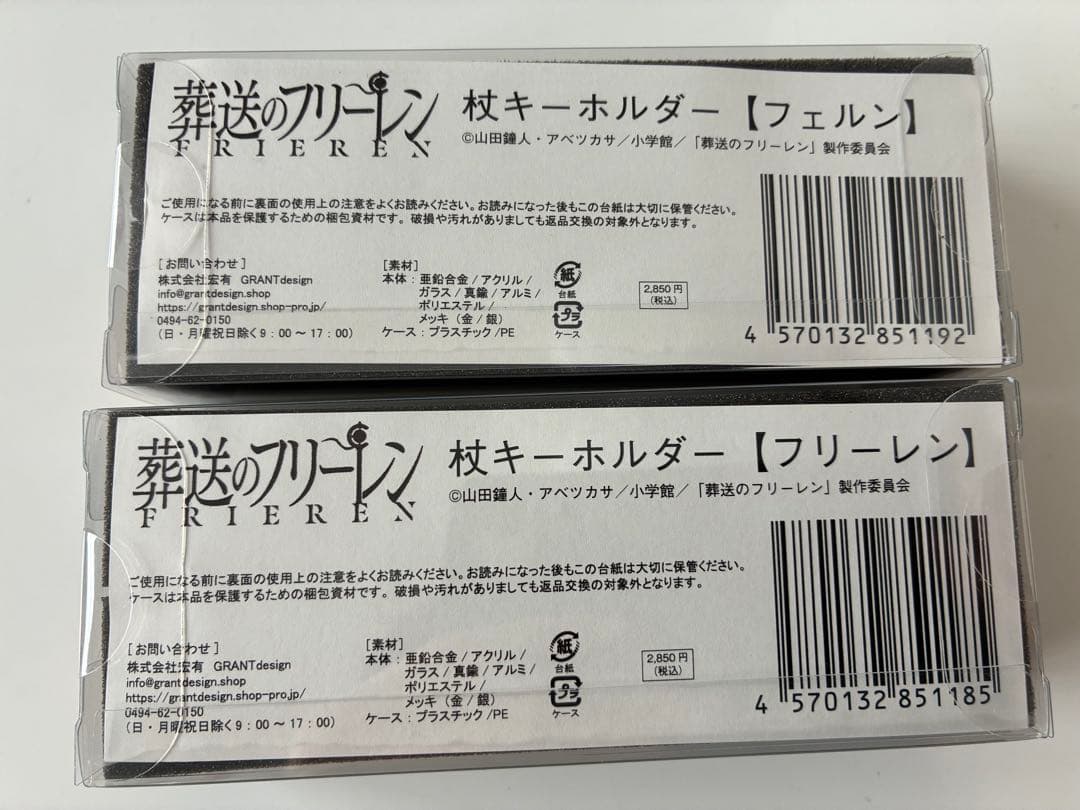 葬送のフリーレン
FRIEREN
杖キーホルダー【フェルン】
©山田鐘人・アベツカサ／小学館／「葬送のフリーレン」製作委員会
ご使用になる前に裏面の使用上の注意をよくお読みください。お読みになった後もこの台紙は大切に保管ください。
ケースは本品を保護するための梱包資材です。破損や汚れがありましても返品交換の対象外となります。
[お問い合わせ]
株式会社宏有 GRANTdesign
info@grantdesign.shop
https://grantdesign.shop-pro.jp/
0494-62-0150
(日・月曜祝日除く9：00～17：00)
[素材]
本体：亜鉛合金/アクリル/
ガラス/真鍮/アルミ/
ポリエステル/
メッキ（金/銀）
ケース：プラスチック/PE
紙
台紙
プラ
ケース
2,850円
(税込)
4 570132 851192
葬送のフリーレン
FRIEREN
杖キーホルダー【フリーレン】
©山田鐘人・アベツカサ／小学館／「葬送のフリーレン」製作委員会
ご使用になる前に裏面の使用上の注意をよくお読みください。お読みになった後もこの台紙は大切に保管ください。
ケースは本品を保護するための梱包資材です。破損や汚れがありましても返品交換の対象外となります。
[お問い合わせ]
株式会社宏有 GRANTdesign
info@grantdesign.shop
https://grantdesign.shop-pro.jp/
0494-62-0150
(日・月曜祝日除く9：00～17：00)
[素材]
本体：亜鉛合金/アクリル/
ガラス/真鍮/アルミ/
ポリエステル/
メッキ（金/銀）
ケース：プラスチック/PE
紙
台紙
プラ
ケース
2,850円
(税込)
4 570132 851185